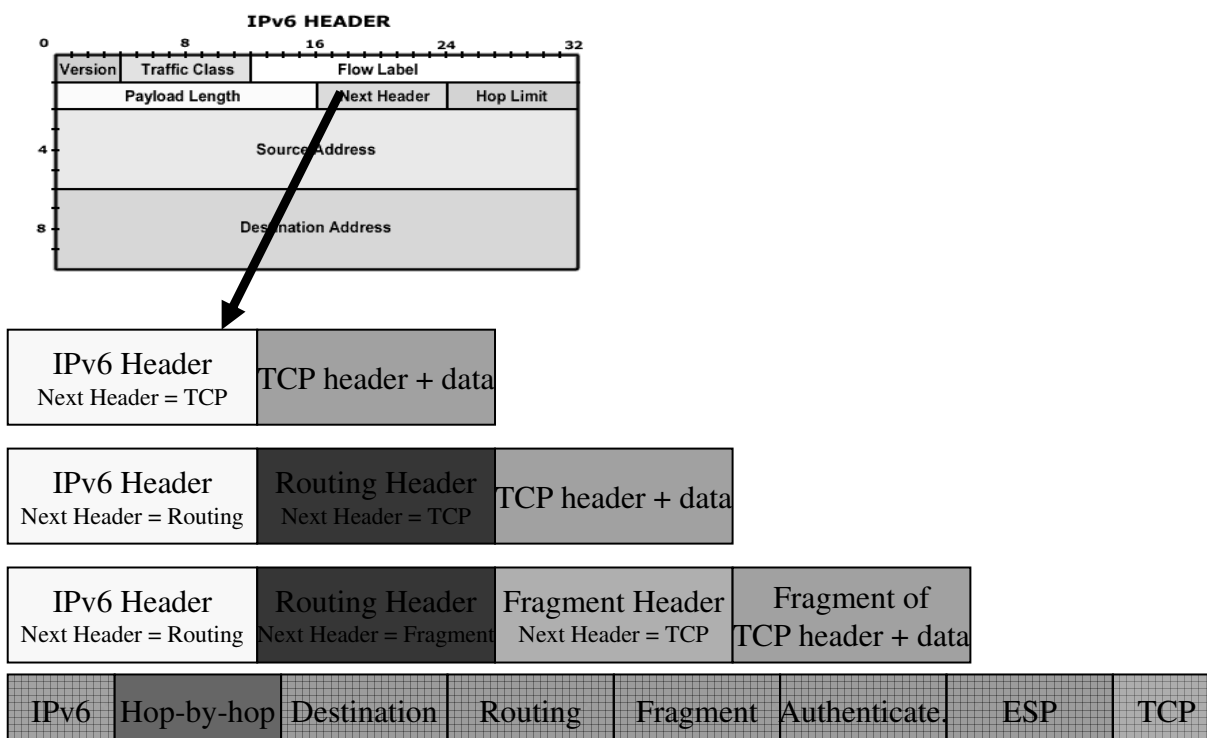 IPv6 HEADER
0 8 16 24 32
Version Traffic Class Flow Label
Payload Length Next Header Hop Limit
4 Source Address
8 Destination Address
IPv6 Header
Next Header = TCP
TCP header + data
IPv6 Header
Next Header = Routing
Routing Header
Next Header = TCP
TCP header + data
IPv6 Header
Next Header = Routing
Routing Header
Next Header = Fragment
Fragment Header
Next Header = TCP
Fragment of
TCP header + data
IPv6 Hop-by-hop Destination Routing Fragment Authenticate. ESP TCP